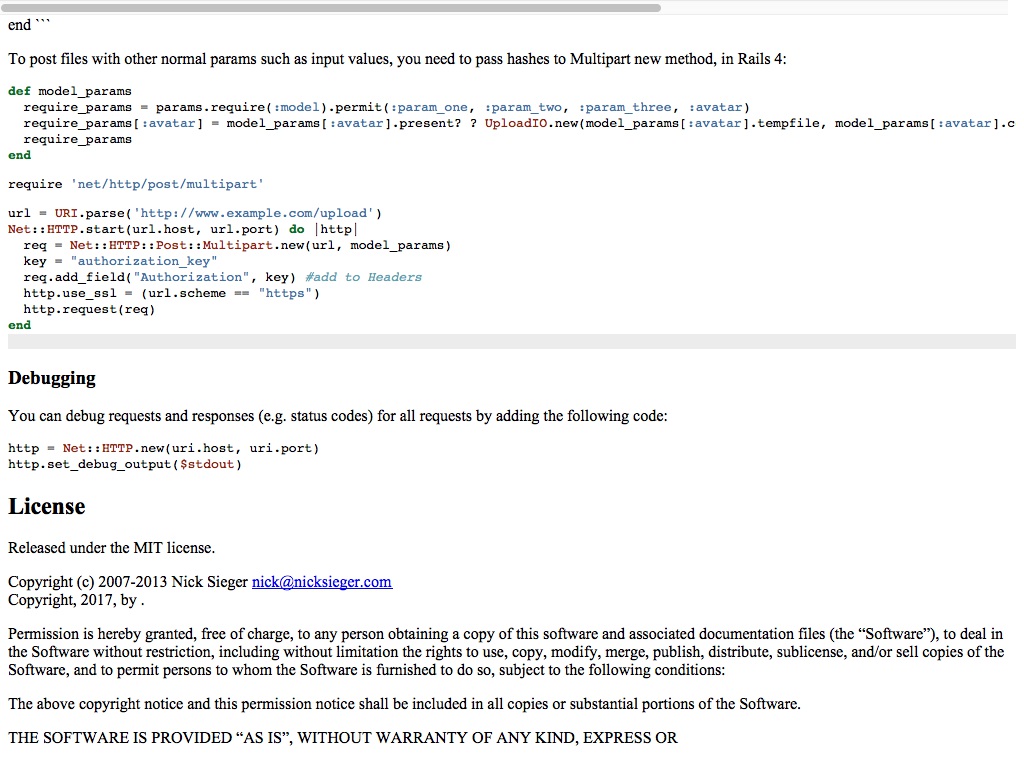 end ```
To post files with other normal params such as input values, you need to pass hashes to Multipart new method, in Rails 4:
def model_params
  require_params = params.require(:model).permit(:param_one, :param_two, :param_three, :avatar)
  require_params[:avatar] = model_params[:avatar].present? ? UploadIO.new(model_params[:avatar].tempfile, model_params[:avatar].c
  require_params
end
require 'net/http/post/multipart'
url = URI.parse('http://www.example.com/upload')
Net::HTTP.start(url.host, url.port) do |http|
  req = Net::HTTP::Post::Multipart.new(url, model_params)
  key = "authorization_key"
  req.add_field("Authorization", key) #add to Headers
  http.use_ssl = (url.scheme == "https")
  http.request(req)
end
Debugging
You can debug requests and responses (e.g. status codes) for all requests by adding the following code:
http = Net::HTTP.new(uri.host, uri.port)
http.set_debug_output($stdout)
License
Released under the MIT license.
Copyright (c) 2007-2013 Nick Sieger nick@nicksieger.com
Copyright, 2017, by .
Permission is hereby granted, free of charge, to any person obtaining a copy of this software and associated documentation files (the “Software”), to deal in
the Software without restriction, including without limitation the rights to use, copy, modify, merge, publish, distribute, sublicense, and/or sell copies of the
Software, and to permit persons to whom the Software is furnished to do so, subject to the following conditions:
The above copyright notice and this permission notice shall be included in all copies or substantial portions of the Software.
THE SOFTWARE IS PROVIDED “AS IS”, WITHOUT WARRANTY OF ANY KIND, EXPRESS OR